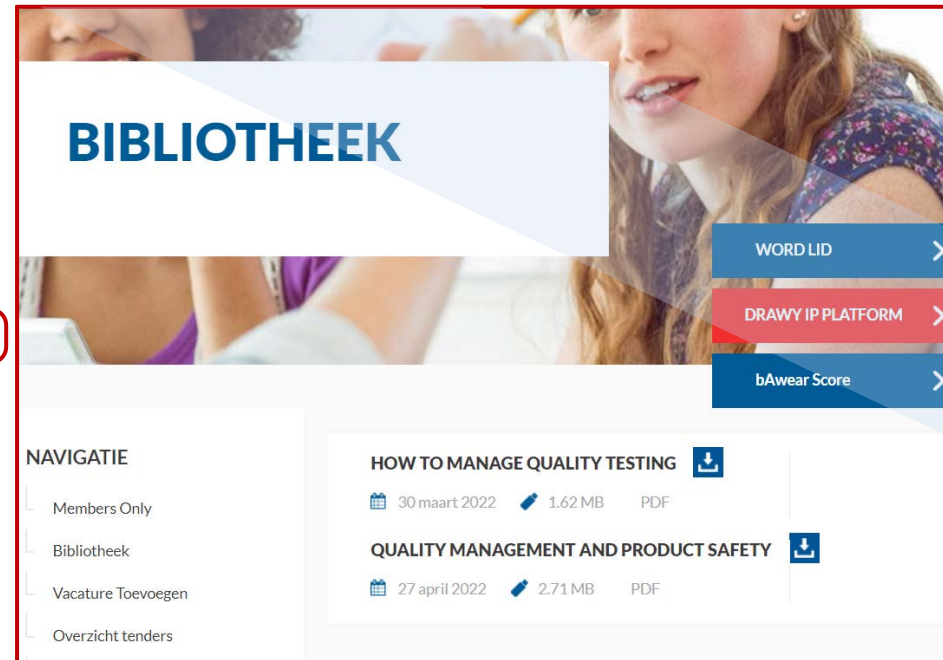 BIBLIOTHEEK
WORD LID
DRAWY IP PLATFORM
bAwear Score
NAVIGATIE
Members Only
Bibliotheek
Vacature Toevoegen
Overzicht tenders
HOW TO MANAGE QUALITY TESTING
30 maart 2022 1.62 MB PDF
QUALITY MANAGEMENT AND PRODUCT SAFETY
27 april 2022 2.71 MB PDF